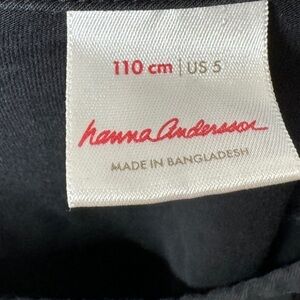 110 cm | US 5
hanna andersson
MADE IN BANGLADESH